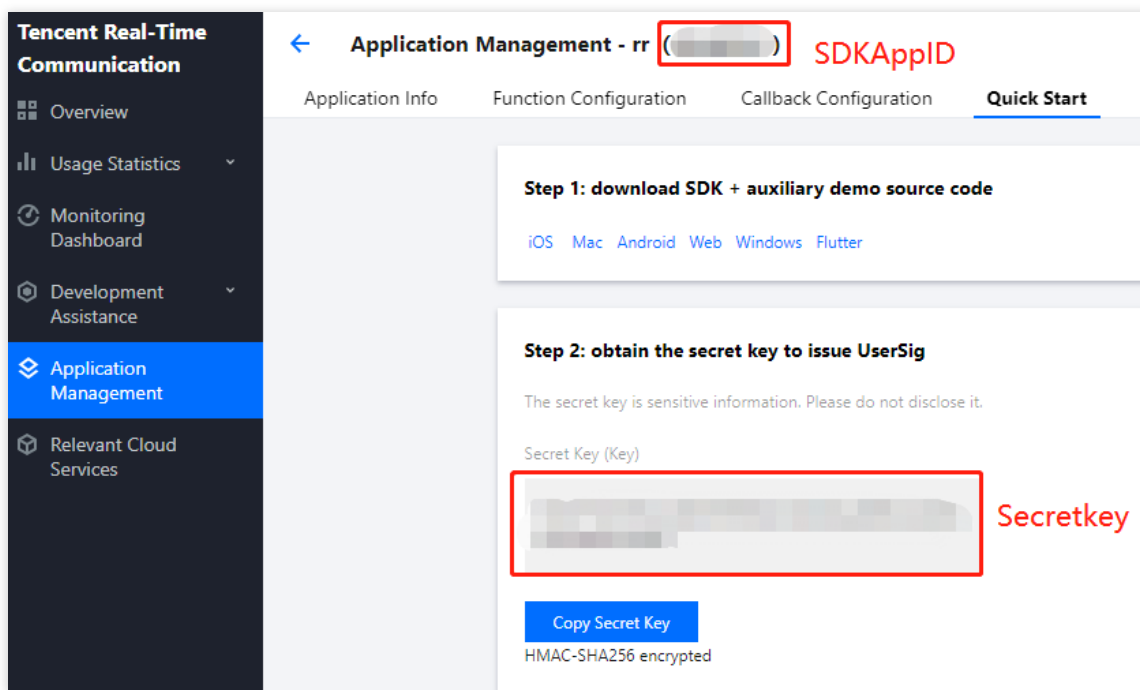 Tencent Real-Time
Communication
Overview
Usage Statistics
Monitoring
Dashboard
Development
Assistance
Application
Management
Relevant Cloud
Services
Application Management - rr ( )
SDKAppID
Application Info
Function Configuration
Callback Configuration
Quick Start
Step 1: download SDK + auxiliary demo source code
iOS Mac Android Web Windows Flutter
Step 2: obtain the secret key to issue UserSig
The secret key is sensitive information. Please do not disclose it.
Secret Key (Key)
Secretkey
Copy Secret Key
HMAC-SHA256 encrypted